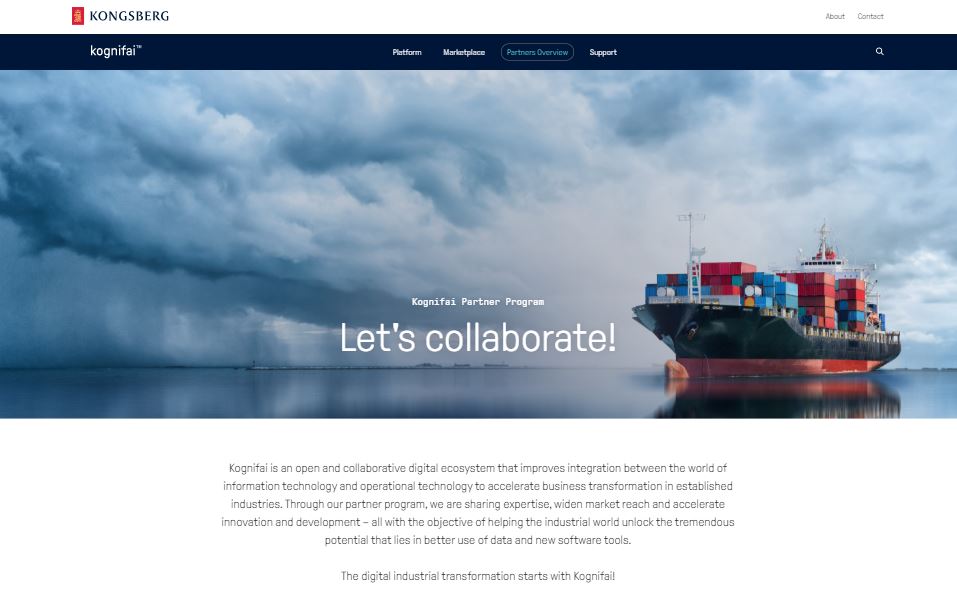 KONGSBERG
About
Contact
kognifai™
Platform
Marketplace
Partners Overview
Support
Kognifai Partner Program
Let's collaborate!
Kognifai is an open and collaborative digital ecosystem that improves integration between the world of
information technology and operational technology to accelerate business transformation in established
industries. Through our partner program, we are sharing expertise, widen market reach and accelerate
innovation and development – all with the objective of helping the industrial world unlock the tremendous
potential that lies in better use of data and new software tools.
The digital industrial transformation starts with Kognifai!